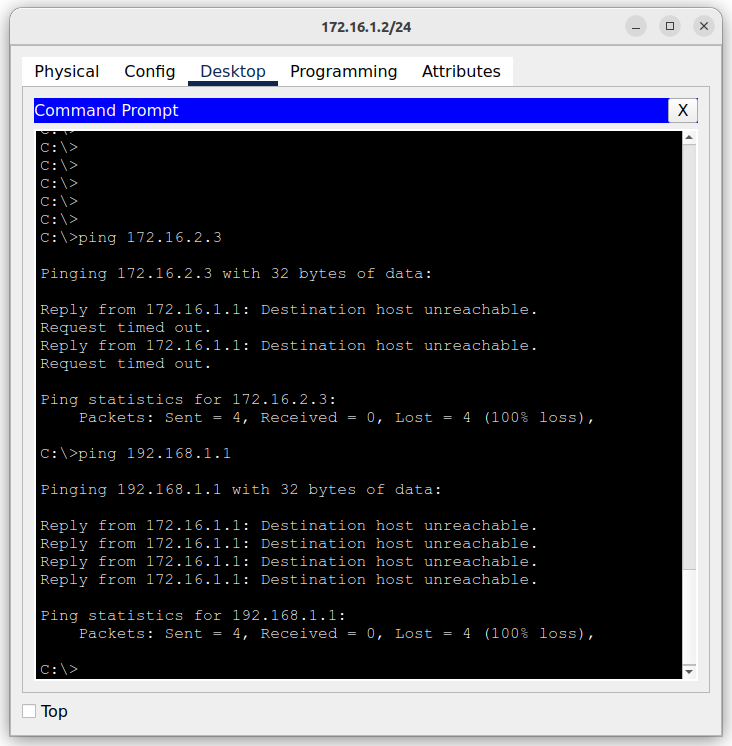 172.16.1.2/24
Physical Config Desktop Programming Attributes
Command Prompt X
C:\>
C:\>
C:\>
C:\>
C:\>
C:\>
C:\>ping 172.16.2.3
Pinging 172.16.2.3 with 32 bytes of data:
Reply from 172.16.1.1: Destination host unreachable.
Request timed out.
Reply from 172.16.1.1: Destination host unreachable.
Request timed out.
Ping statistics for 172.16.2.3:
Packets: Sent = 4, Received = 0, Lost = 4 (100% loss),
C:\>ping 192.168.1.1
Pinging 192.168.1.1 with 32 bytes of data:
Reply from 172.16.1.1: Destination host unreachable.
Reply from 172.16.1.1: Destination host unreachable.
Reply from 172.16.1.1: Destination host unreachable.
Reply from 172.16.1.1: Destination host unreachable.
Ping statistics for 192.168.1.1:
Packets: Sent = 4, Received = 0, Lost = 4 (100% loss),
C:\>
Top